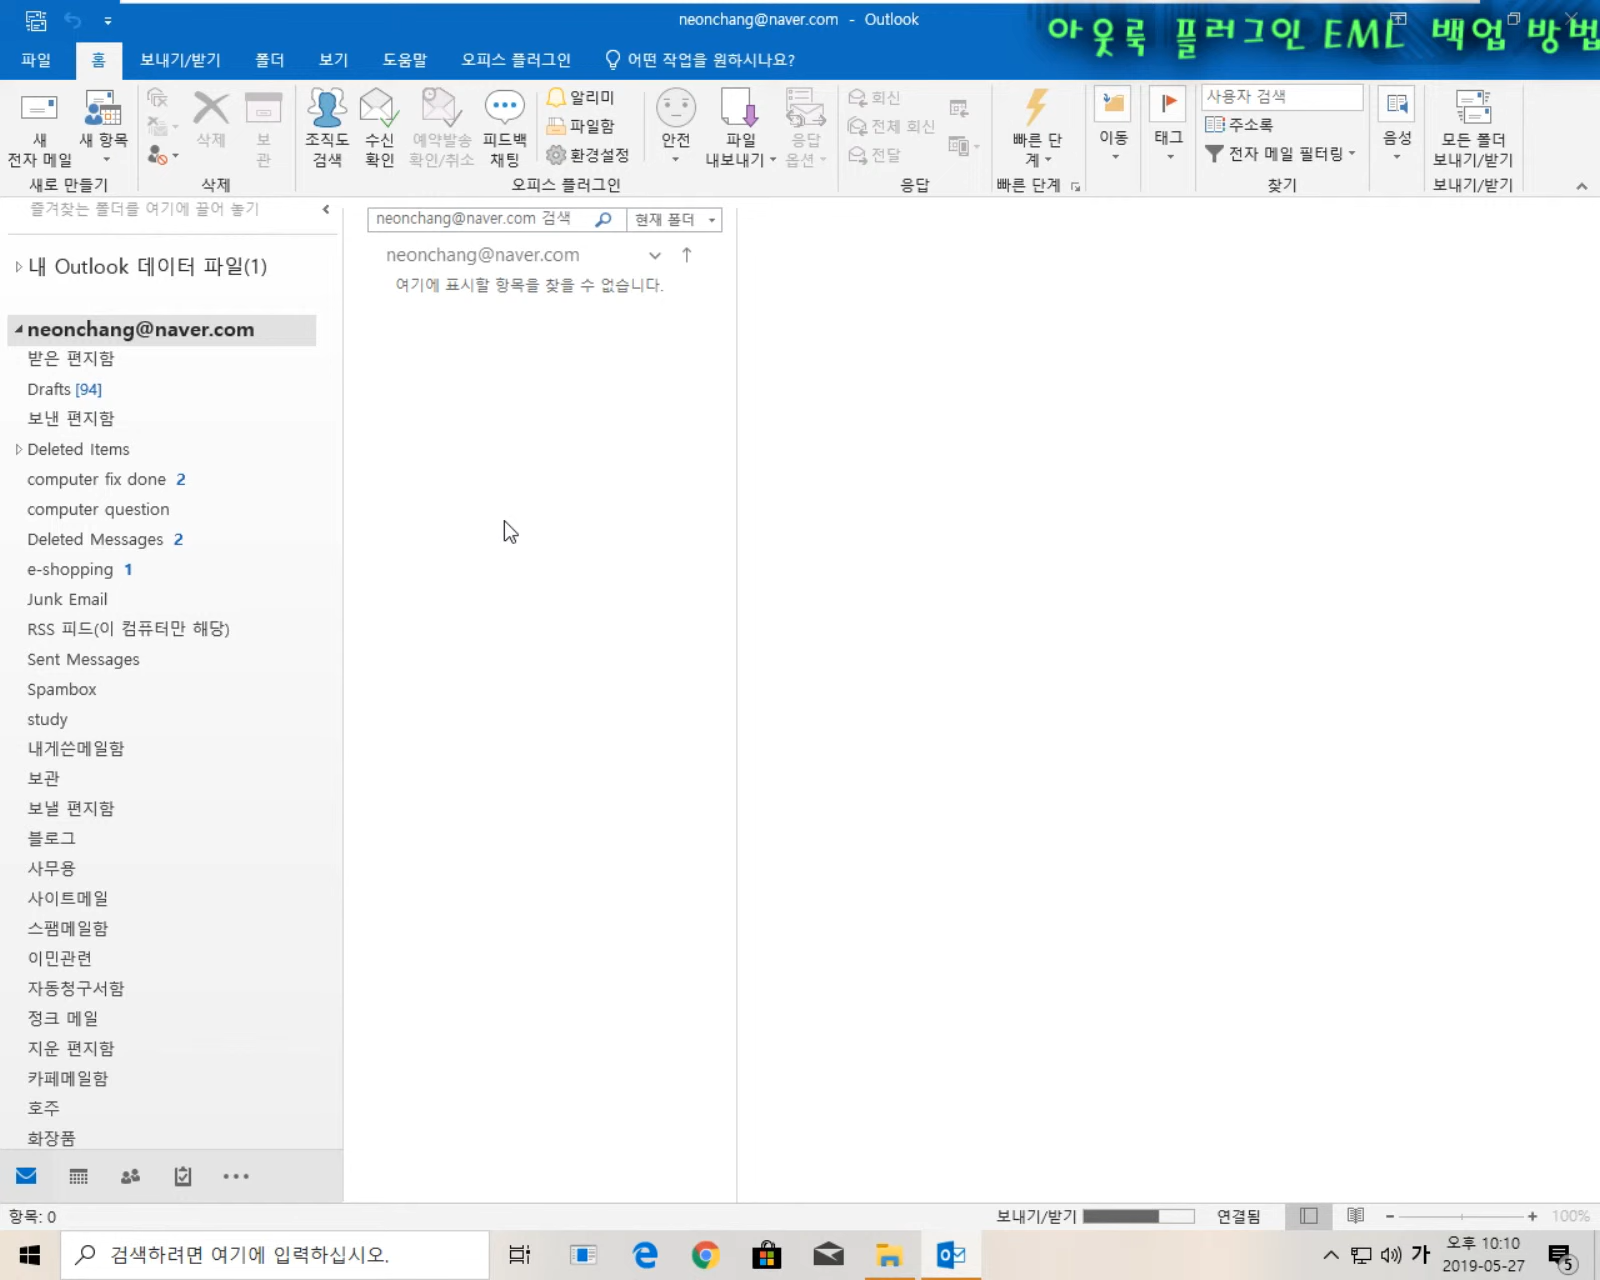 neonchang@naver.com - Outlook
아웃룩 플러그인 EML 백업 방법
파일 홈 보내기/받기 폴더 보기 도움말 오피스 플러그인 어떤 작업을 원하시나요?
새 전자 메일
새 항목
새로 만들기
삭제
보관
삭제
조직도 검색
수신 확인
예약발송 확인/취소
피드백 채팅
알리미
파일함
환경설정
안전
파일 내보내기
응답 옵션
오피스 플러그인
회신
전체 회신
전달
응답
빠른 단계
빠른 단계
이동
태그
사용자 검색
주소록
전자 메일 필터링
찾기
음성
모든 폴더 보내기/받기
보내기/받기
즐겨찾는 폴더를 여기에 끌어 놓기
내 Outlook 데이터 파일(1)
neonchang@naver.com
받은 편지함
Drafts [94]
보낸 편지함
Deleted Items
computer fix done 2
computer question
Deleted Messages 2
e-shopping 1
Junk Email
RSS 피드(이 컴퓨터만 해당)
Sent Messages
Spambox
study
내게쓴메일함
보관
보낼 편지함
블로그
사무용
사이트메일
스팸메일함
이민관련
자동청구서함
정크 메일
지운 편지함
카페메일함
호주
화장품
neonchang@naver.com 검색 현재 폴더
neonchang@naver.com
여기에 표시할 항목을 찾을 수 없습니다.
항목: 0
보내기/받기 연결됨 100%
검색하려면 여기에 입력하십시오.
가
오후 10:10
2019-05-27
5